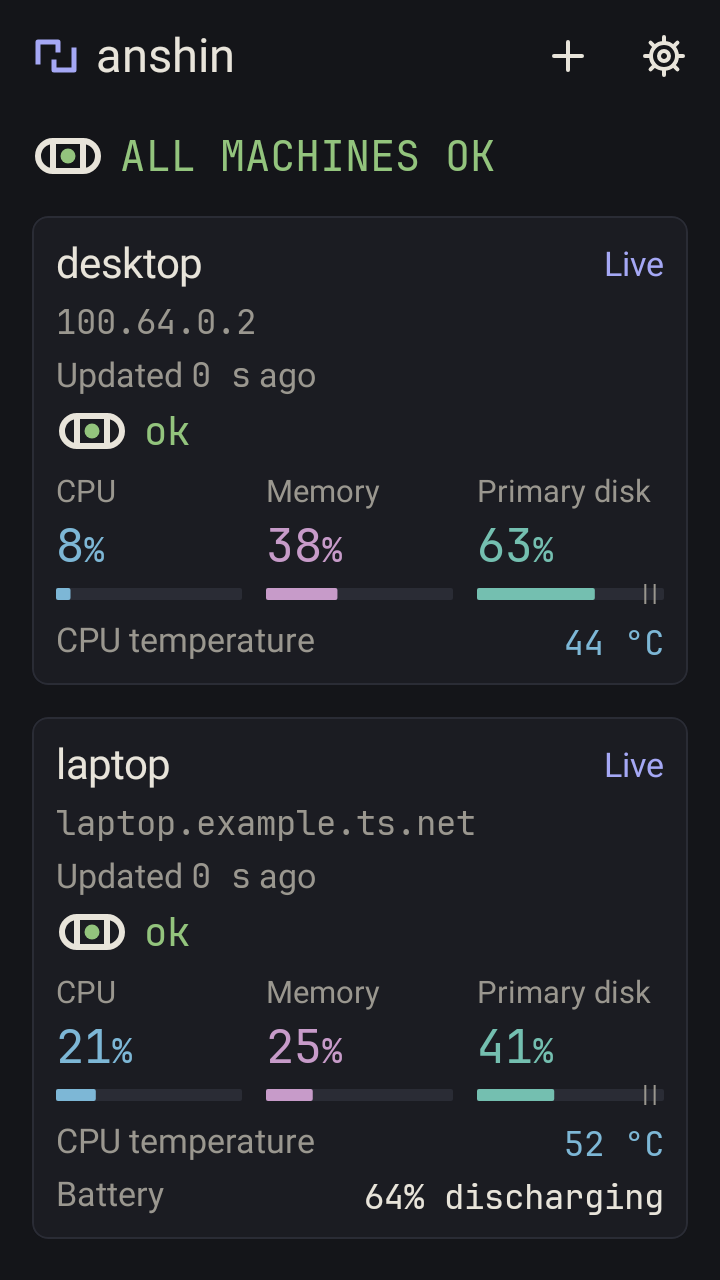 anshin
ALL MACHINES OK
desktop Live
100.64.0.2
Updated 0 s ago
ok
CPU Memory Primary disk
8% 38% 63%
CPU temperature 44 °C
laptop Live
laptop.example.ts.net
Updated 0 s ago
ok
CPU Memory Primary disk
21% 25% 41%
CPU temperature 52 °C
Battery 64% discharging